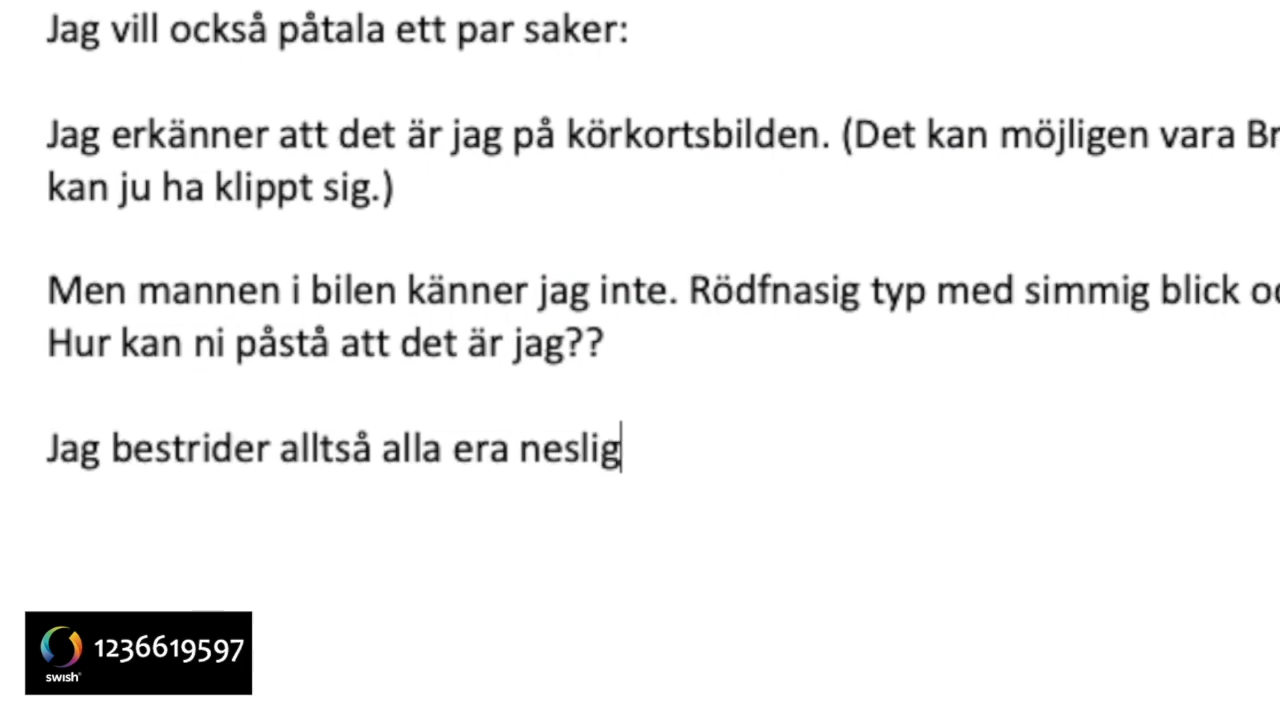 Jag vill också påtala ett par saker:
Jag erkänner att det är jag på körkortsbilden. (Det kan möjligen vara
kan ju ha klippt sig.)
Men mannen i bilen känner jag inte. Rödfnasig typ med simmig blick
Hur kan ni påstå att det är jag??
Jag bestrider alltså alla era neslig
1236619597
swish